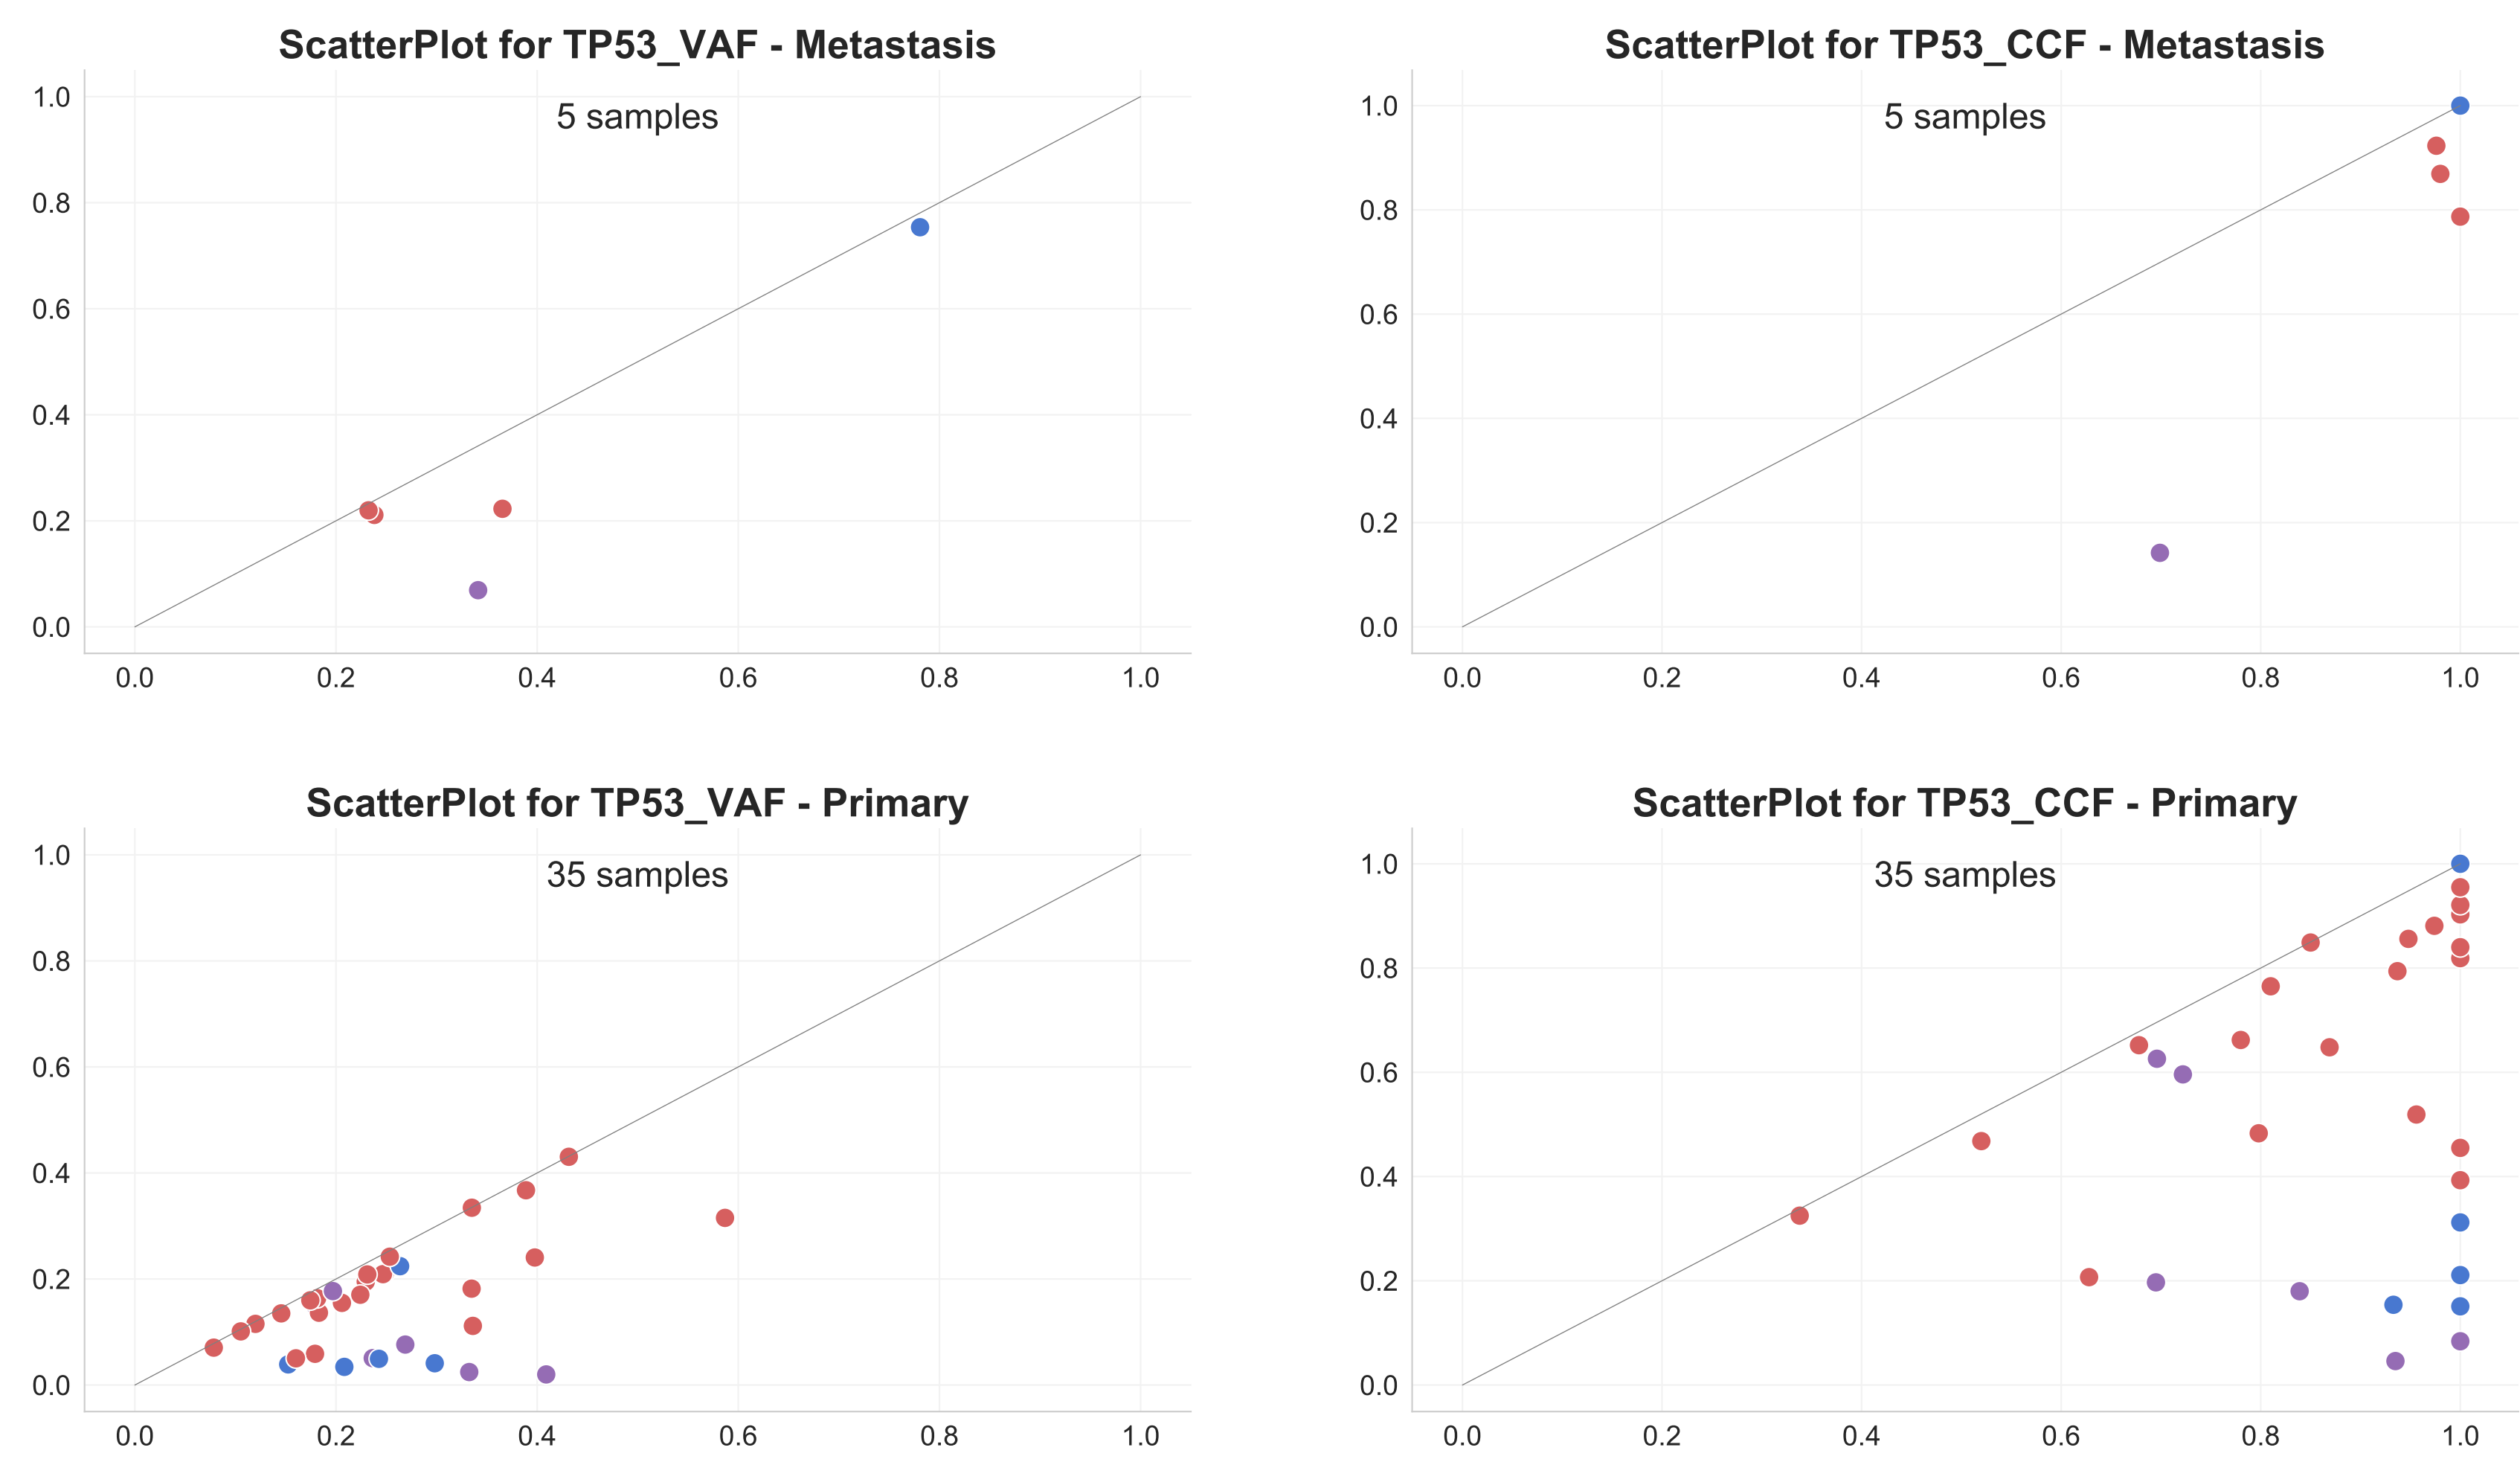 ScatterPlot for TP53_VAF - Metastasis
5 samples
1.0
0.8
0.6
0.4
0.2
0.0
0.0 0.2 0.4 0.6 0.8 1.0
ScatterPlot for TP53_CCF - Metastasis
5 samples
1.0
0.8
0.6
0.4
0.2
0.0
0.0 0.2 0.4 0.6 0.8 1.0
ScatterPlot for TP53_VAF - Primary
35 samples
1.0
0.8
0.6
0.4
0.2
0.0
0.0 0.2 0.4 0.6 0.8 1.0
ScatterPlot for TP53_CCF - Primary
35 samples
1.0
0.8
0.6
0.4
0.2
0.0
0.0 0.2 0.4 0.6 0.8 1.0